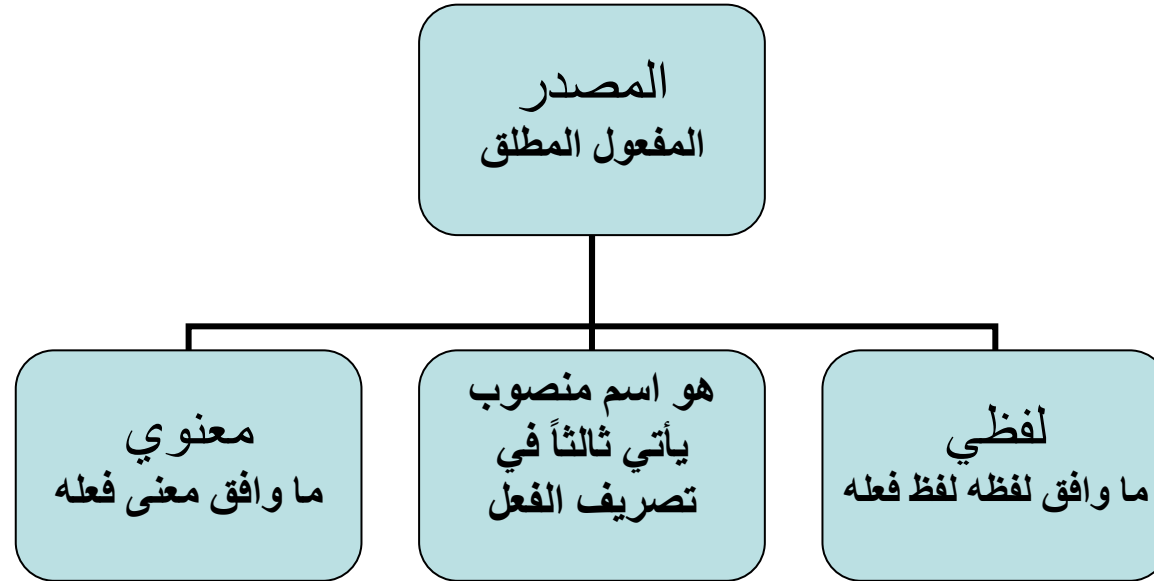 المصدر
المفعول المطلق
لفظي
ما وافق لفظه لفظ فعله
هو اسم منصوب
يأتي ثالثاً في
تصريف الفعل
معنوي
ما وافق معنى فعله